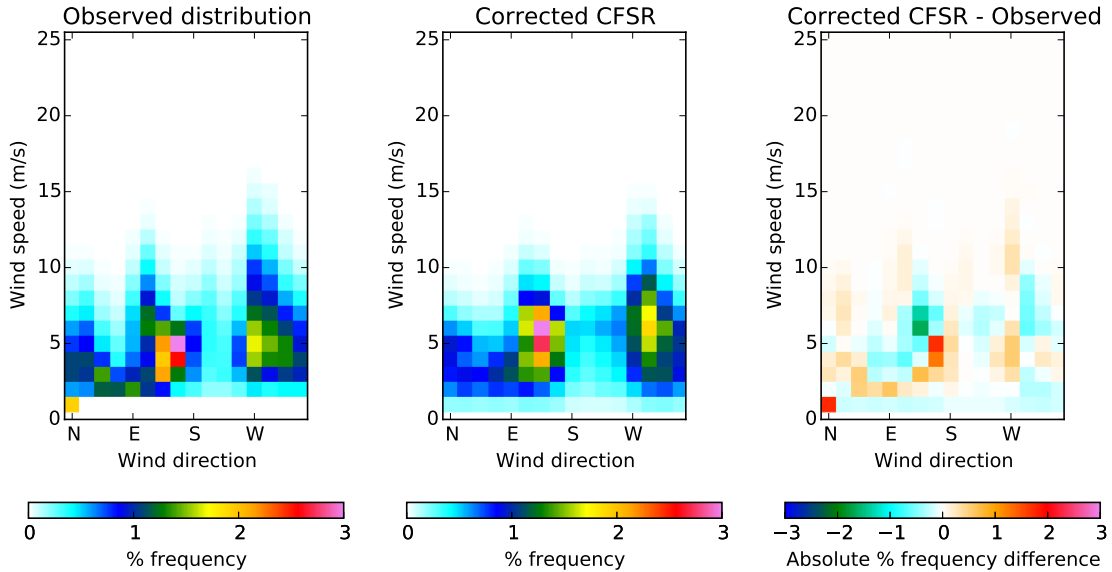 Observed distribution
Corrected CFSR
Corrected CFSR - Observed
25
20
15
10
5
0
Wind speed (m/s)
N E S W
Wind direction
25
20
15
10
5
0
Wind speed (m/s)
N E S W
Wind direction
25
20
15
10
5
0
Wind speed (m/s)
N E S W
Wind direction
0 1 2 3
% frequency
0 1 2 3
% frequency
−3 −2 −1 0 1 2 3
Absolute % frequency difference